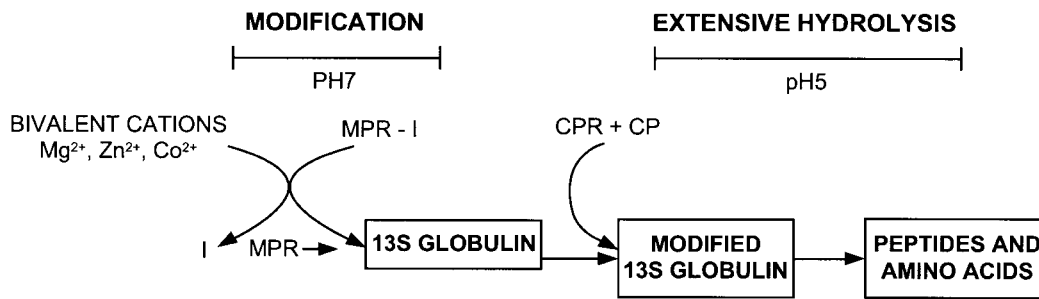 MODIFICATION
EXTENSIVE HYDROLYSIS
PH7
pH5
BIVALENT CATIONS
Mg²⁺, Zn²⁺, Co²⁺
MPR - I
CPR + CP
I
MPR
13S GLOBULIN
MODIFIED
13S GLOBULIN
PEPTIDES AND
AMINO ACIDS